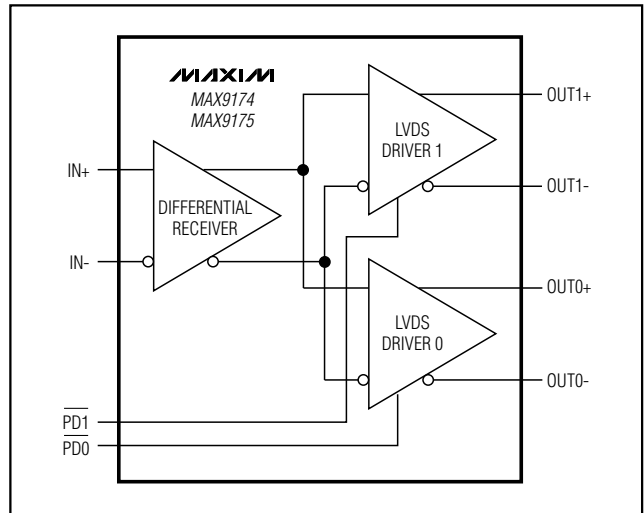 MAXIM
MAX9174
MAX9175
IN+
IN-
DIFFERENTIAL
RECEIVER
LVDS
DRIVER 1
OUT1+
OUT1-
LVDS
DRIVER 0
OUT0+
OUT0-
PD1
PD0